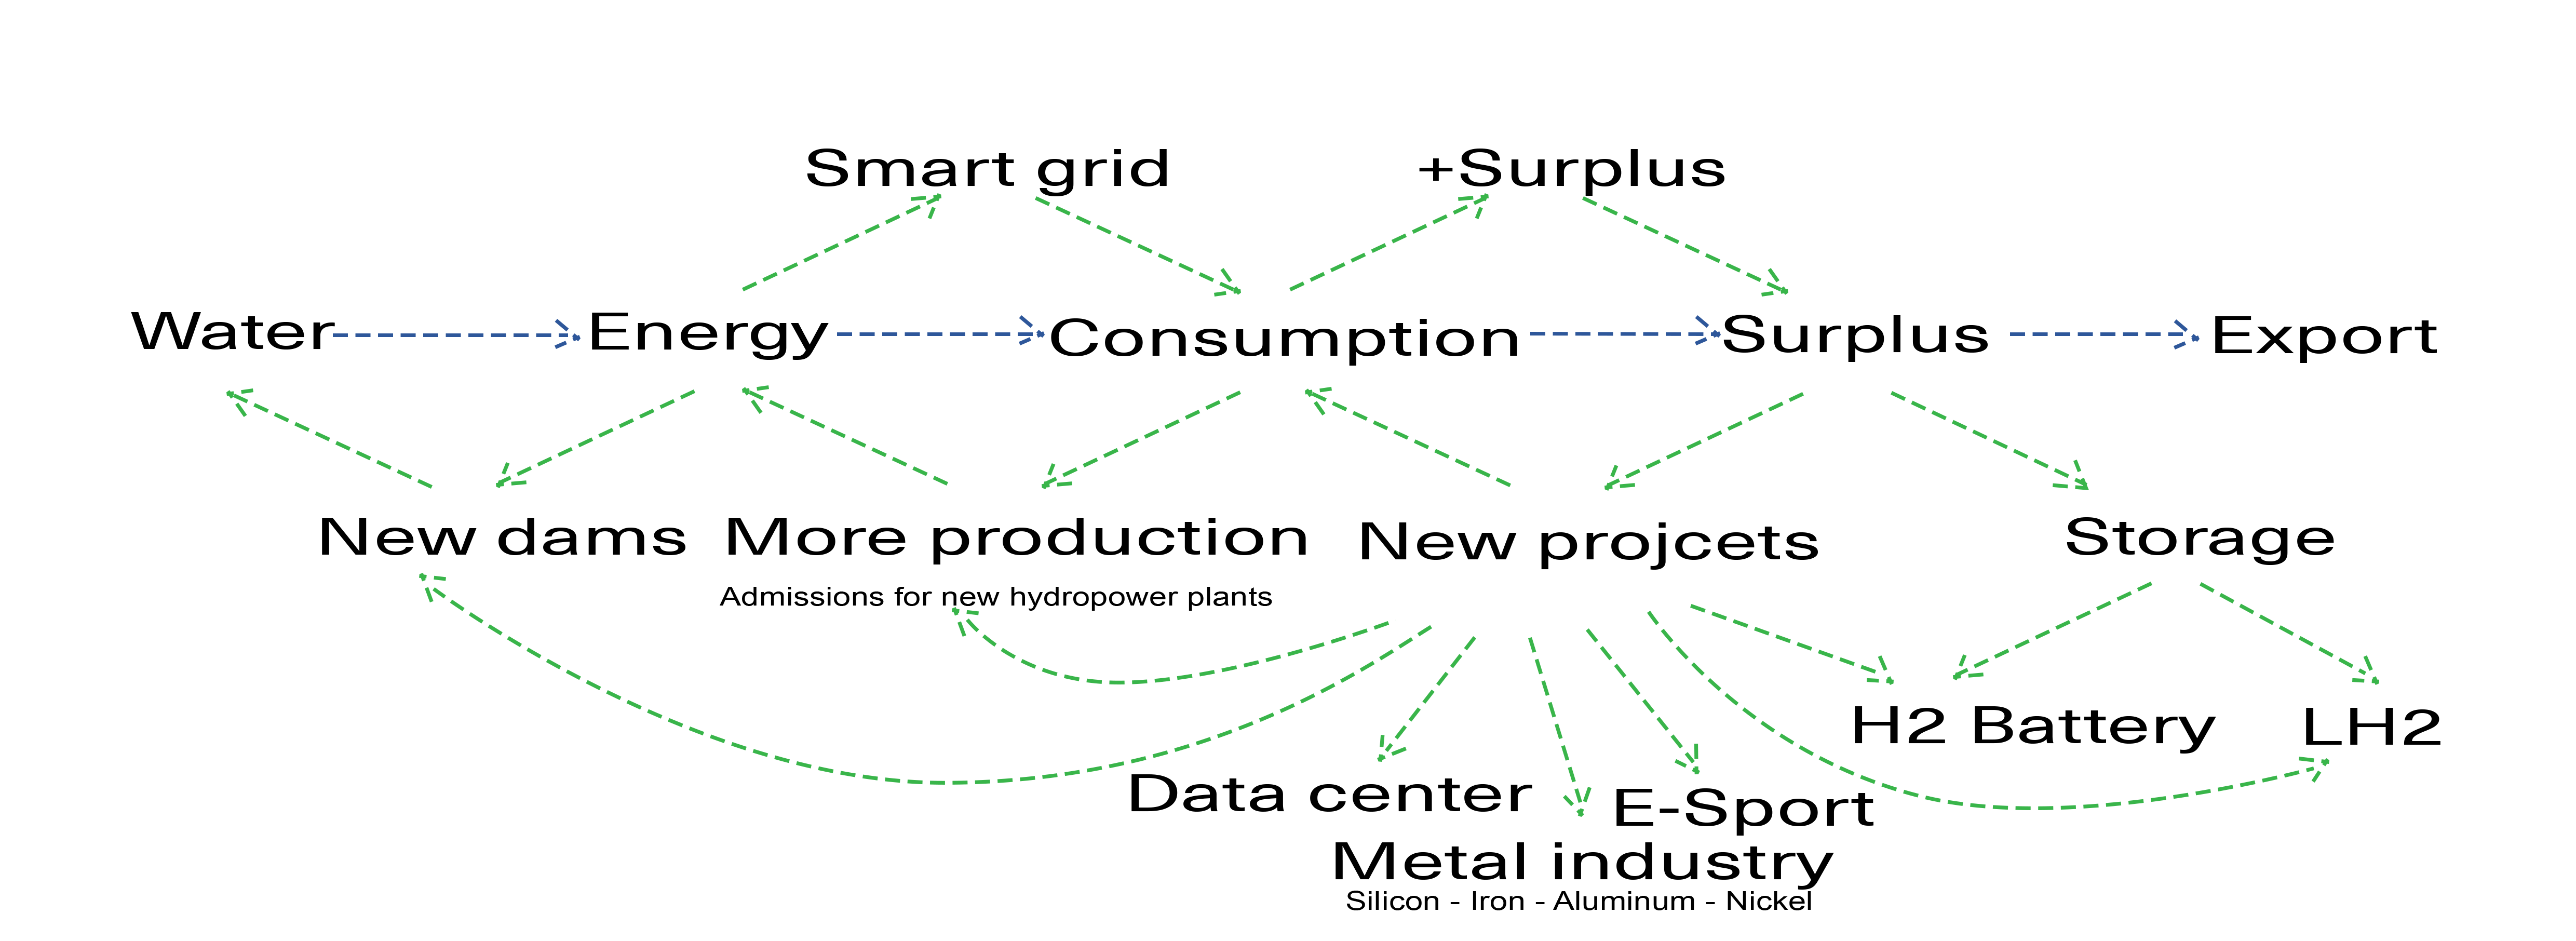 Smart grid
+Surplus
Water
Energy
Consumption
Surplus
Export
New dams
More production
New projcets
Storage
Admissions for new hydropower plants
H2 Battery
LH2
Data center
E-Sport
Metal industry
Silicon - Iron - Aluminum - Nickel